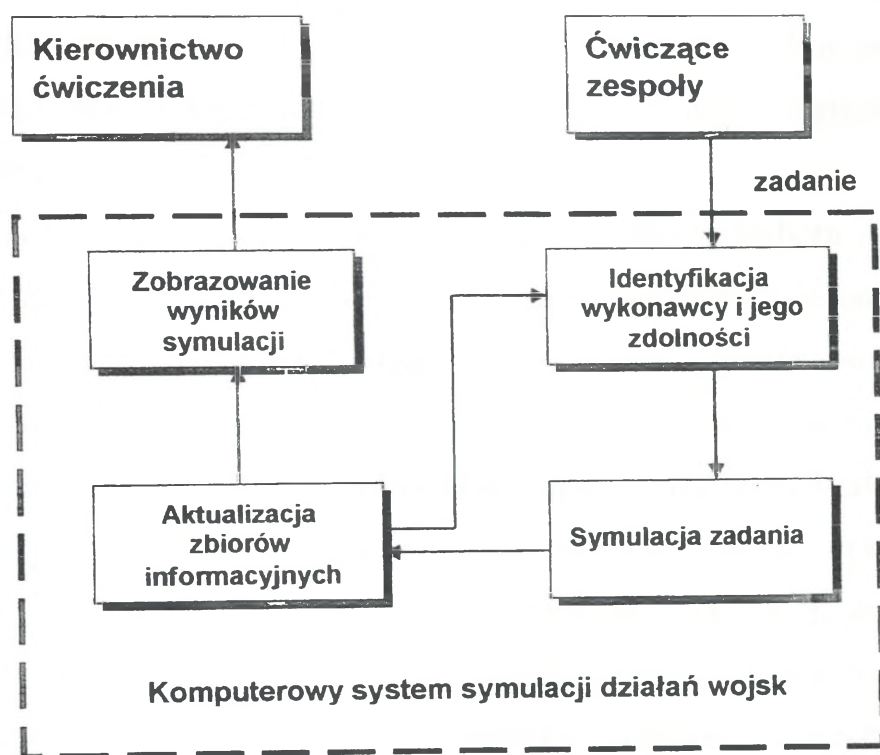 Kierownictwo
ćwiczenia
Ćwiczące
zespoły
zadanie
Zobrazowanie
wyników
symulacji
Identyfikacja
wykonawcy i jego
zdolności
Aktualizacja
zbiorów
informacyjnych
Symulacja zadania
Komputerowy system symulacji działań wojsk